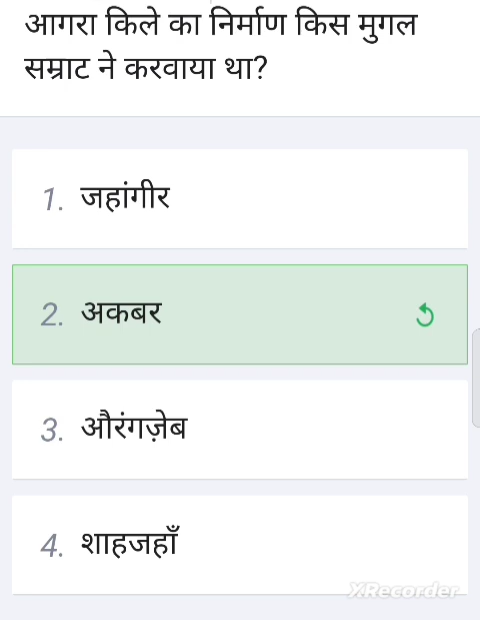 आगरा किले का निर्माण किस मुगल
सम्राट ने करवाया था?
1. जहांगीर
2. अकबर
3. औरंगज़ेब
4. शाहजहाँ
XRecorder